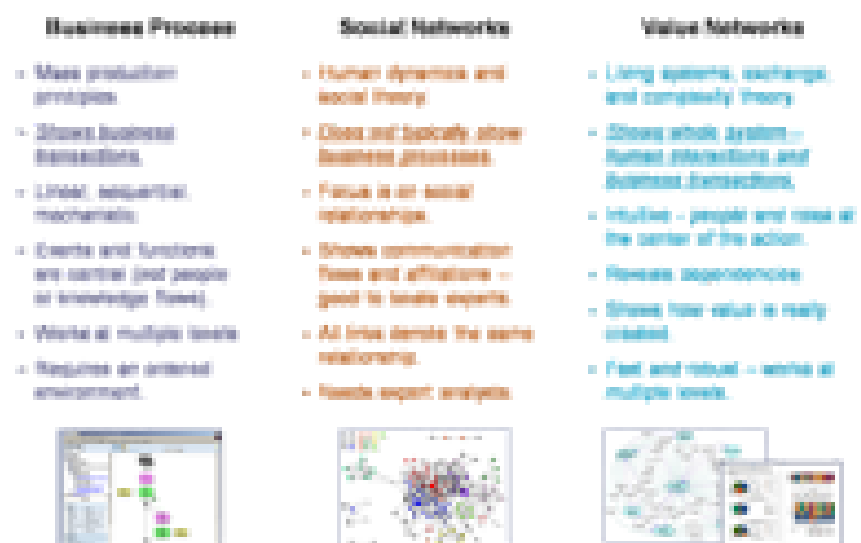 Business Process
Mass production
principles.
Shows business
transactions.
Linear, sequential,
mechanistic.
Events and functions
are central (not people
or knowledge flows).
Works at multiple levels
Requires an ordered
environment.
Social Networks
Human dynamics and
social theory
Does not typically show
business processes.
Focus is on social
relationships.
Shows communication
flows and affiliations –
good to locate experts.
All links denote the same
relationship.
Needs expert analysis.
Value Networks
Living systems, exchange,
and complexity theory
Shows whole system –
human interactions and
business transactions.
Intuitive – people and roles at
the center of the action.
Reveals dependencies
Shows how value is really
created.
Fast and robust – works at
multiple levels.